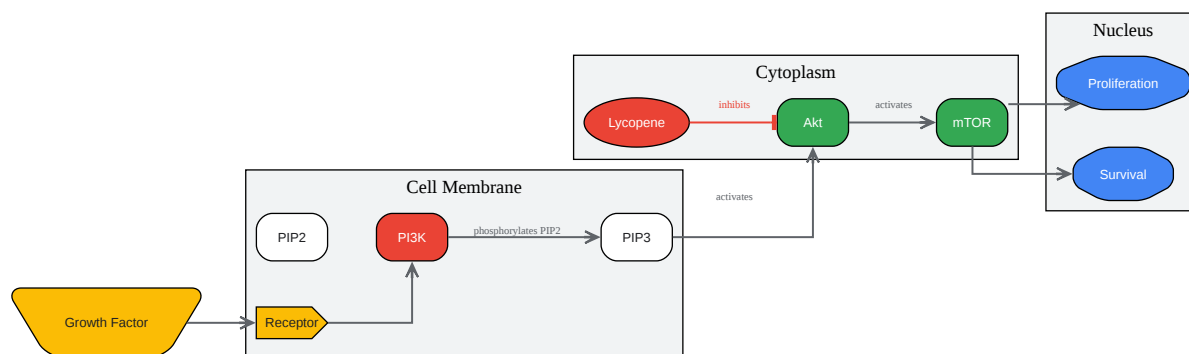 Nucleus
Proliferation
Survival
Cytoplasm
Lycopene
inhibits
Akt
activates
mTOR
activates
Cell Membrane
PIP2
PI3K
phosphorylates PIP2
PIP3
Growth Factor
Receptor